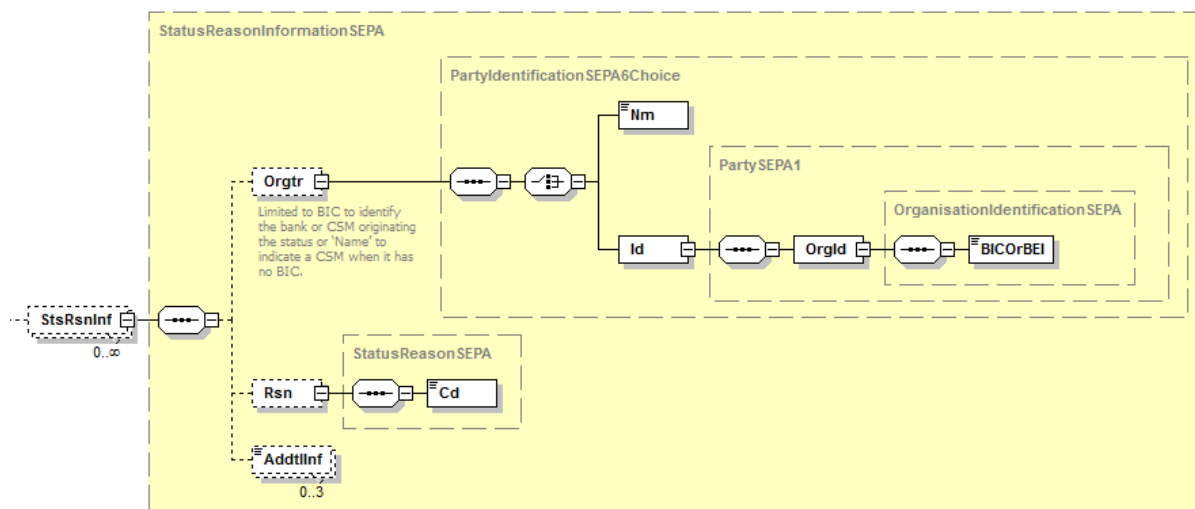 StatusReasonInformationSEPA
PartyIdentificationSEPA6Choice
Nm
PartySEPA1
Orgtr
OrganisationIdentificationSEPA
Limited to BIC to identify
the bank or CSM originating
the status or ‘Name’ to
indicate a CSM when it has
no BIC.
Id
OrgId
BICOrBEI
StsRsnInf
0..∞
StatusReasonSEPA
Rsn
Cd
AddtlInf
0..3